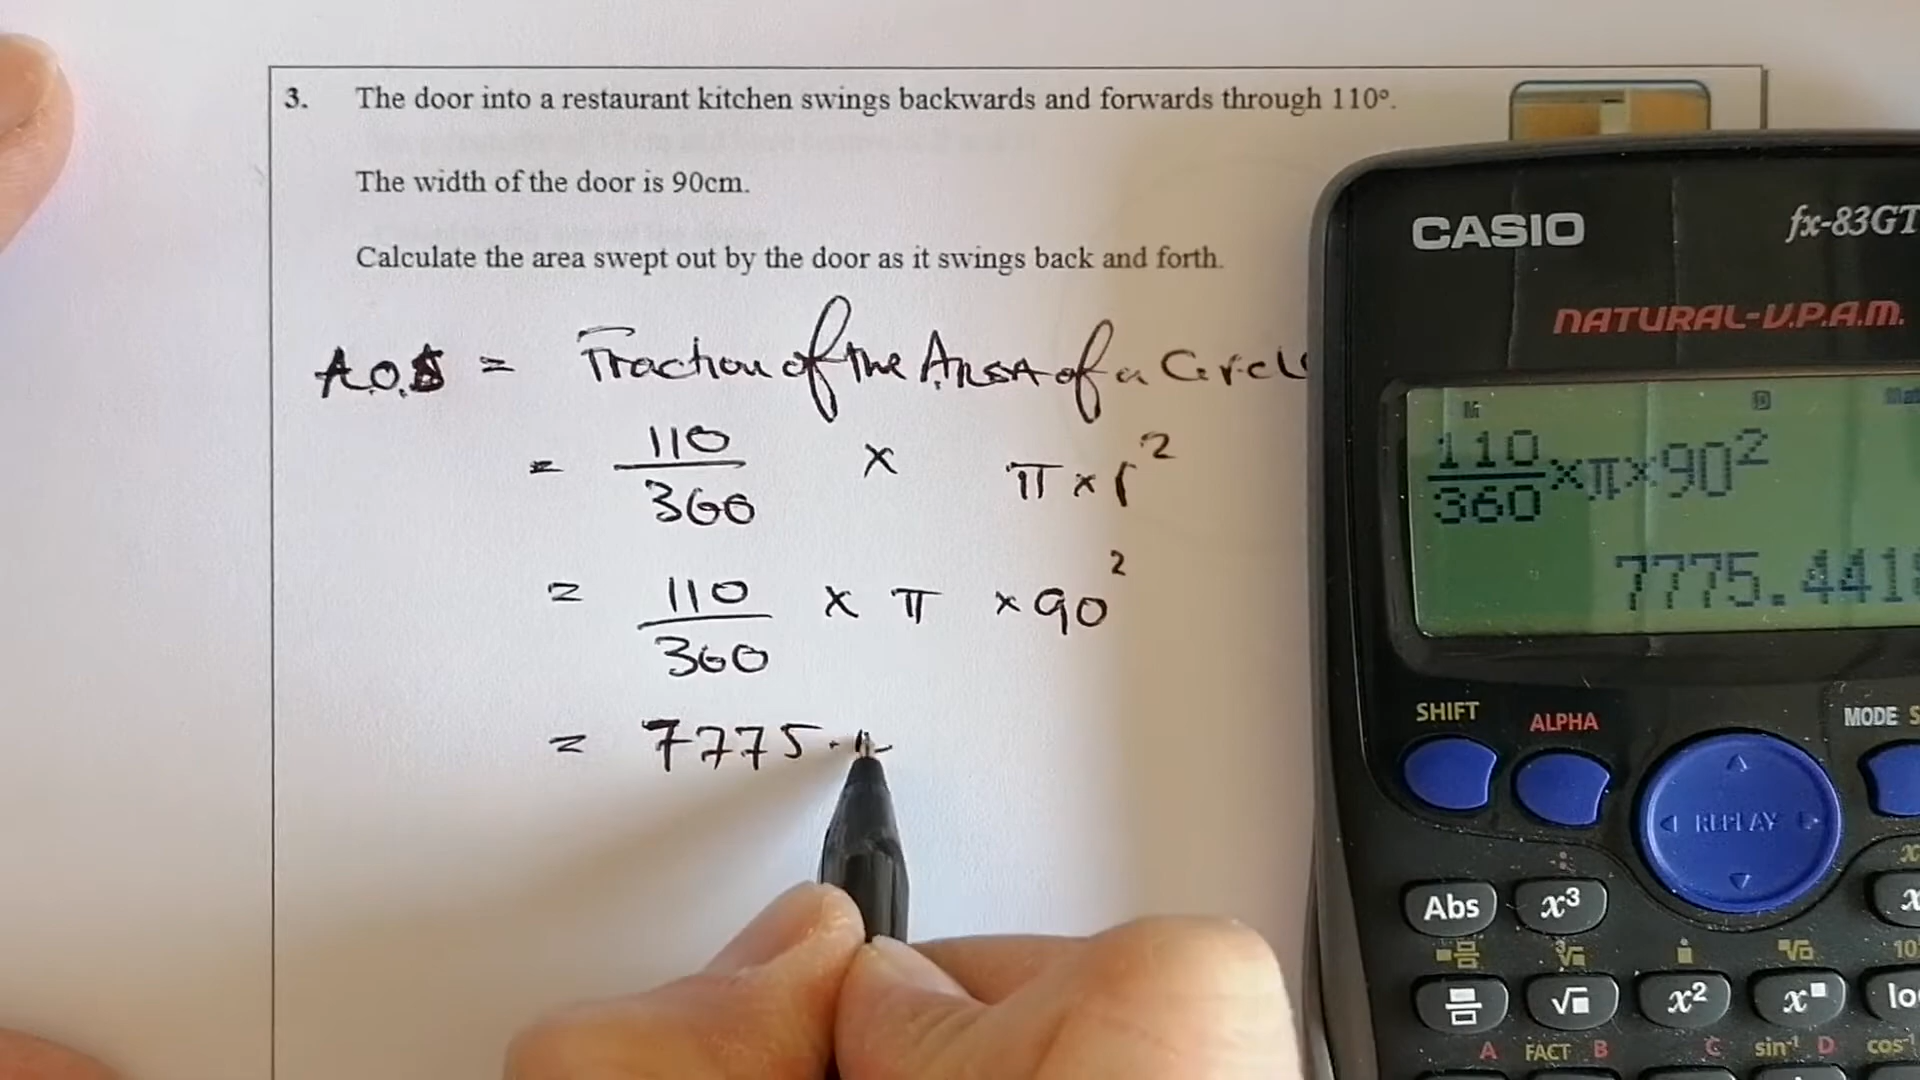 3. The door into a restaurant kitchen swings backwards and forwards through 110°.
The width of the door is 90cm.
Calculate the area swept out by the door as it swings back and forth.
A.O.S = Fraction of the Area of a Circle
= 110/360 × π × r²
= 110/360 × π × 90²
= 7775.4
CASIO
fx-83GT
NATURAL-V.P.A.M.
M D Mat
110/360×π×90²
7775.441
SHIFT ALPHA MODE S
REPLAY
Abs x³
■ √■ x² x■ lo
A FACT B C sin⁻¹ D cos⁻¹